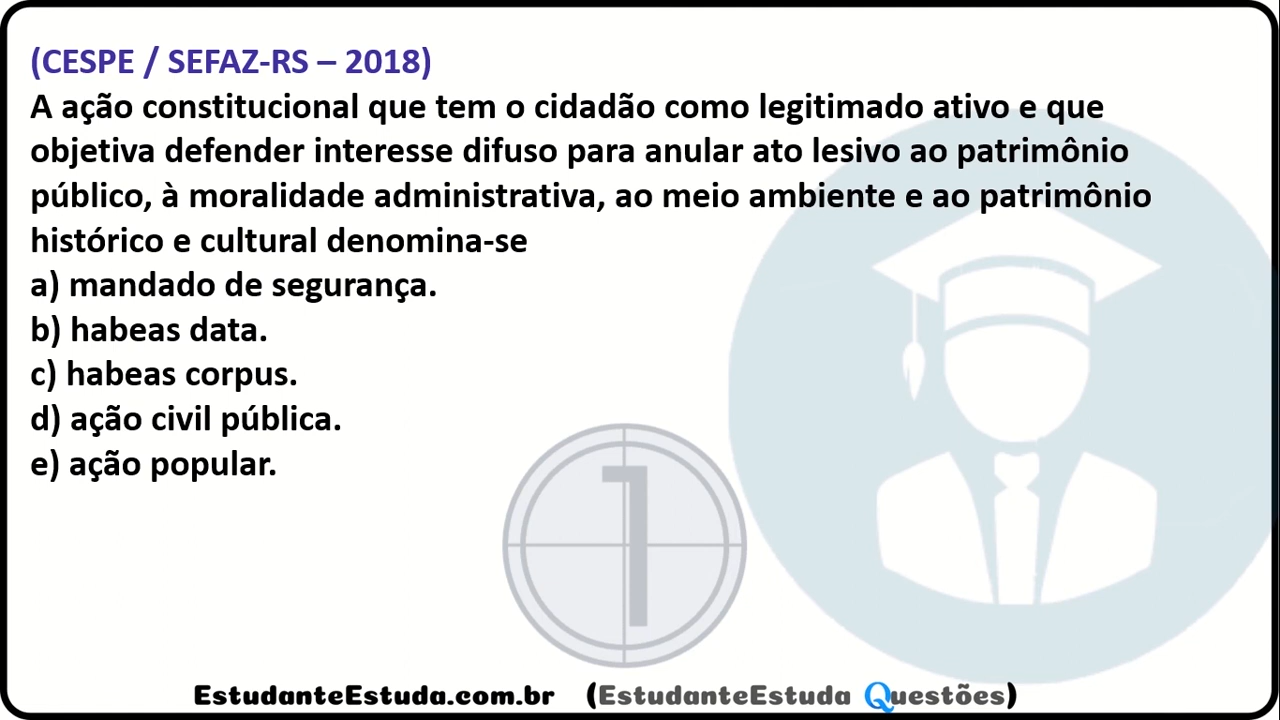 (CESPE / SEFAZ-RS – 2018)
A ação constitucional que tem o cidadão como legitimado ativo e que
objetiva defender interesse difuso para anular ato lesivo ao patrimônio
público, à moralidade administrativa, ao meio ambiente e ao patrimônio
histórico e cultural denomina-se
a) mandado de segurança.
b) habeas data.
c) habeas corpus.
d) ação civil pública.
e) ação popular.
1
EstudanteEstuda.com.br (EstudanteEstuda Questões)